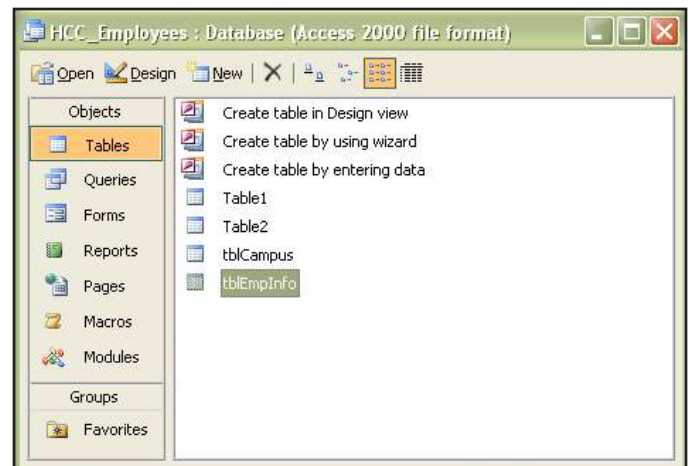 HCC_Employees : Database (Access 2000 file format)
Open Design New
Objects
Tables
Queries
Forms
Reports
Pages
Macros
Modules
Groups
Favorites
Create table in Design view
Create table by using wizard
Create table by entering data
Table1
Table2
tblCampus
tblEmpInfo